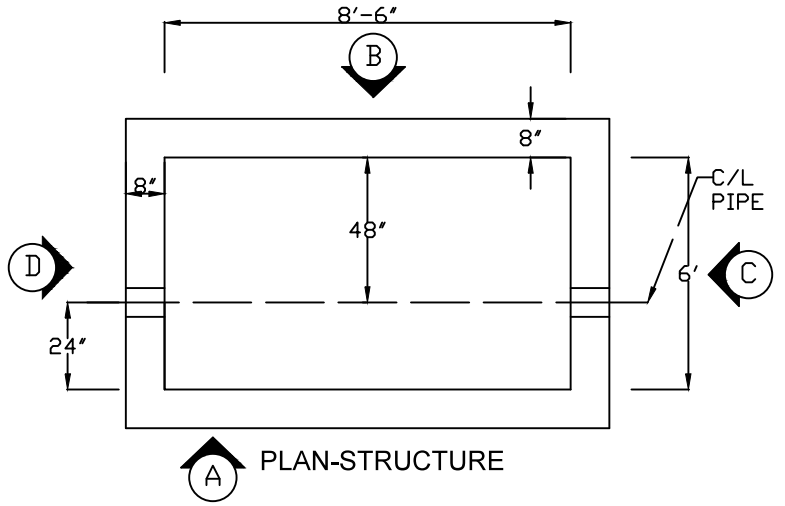 8'-6"
B
8"
8"
C/L
PIPE
48"
D
6'
C
24"
A
PLAN-STRUCTURE